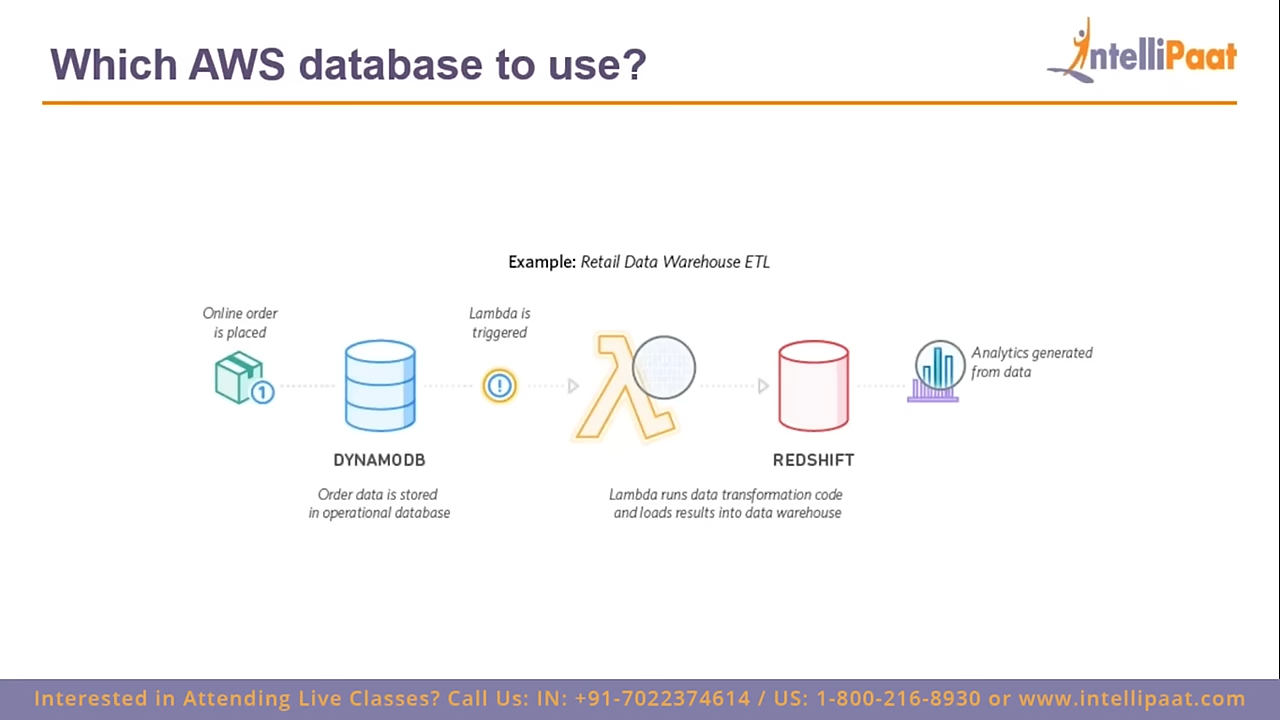 Which AWS database to use?
IntelliPaat
Example: Retail Data Warehouse ETL
Online order
is placed
1
Lambda is
triggered
!
Analytics generated
from data
DYNAMODB
REDSHIFT
Order data is stored
in operational database
Lambda runs data transformation code
and loads results into data warehouse
Interested in Attending Live Classes? Call Us: IN: +91-7022374614 / US: 1-800-216-8930 or www.intellipaat.com